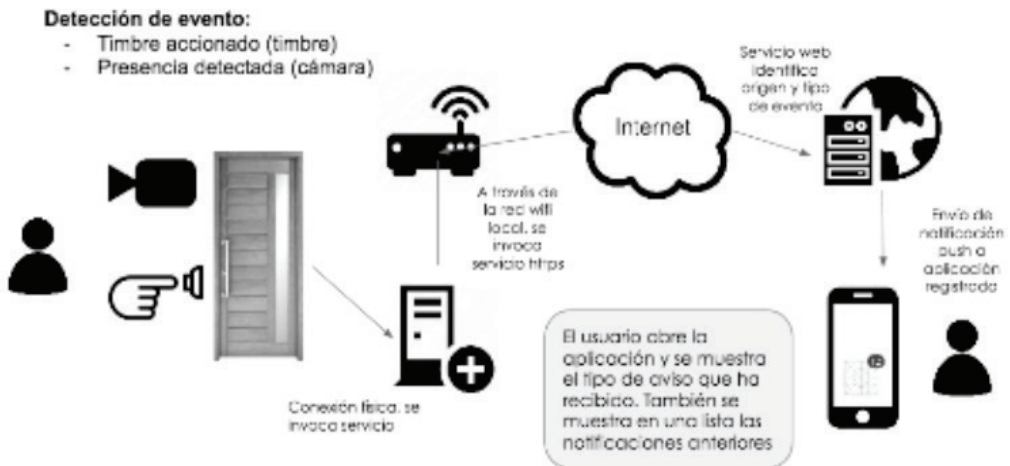 Detección de evento:
- Timbre accionado (timbre)
- Presencia detectada (cámara)
Servicio web
identifica
origen y tipo
de evento
Internet
A través de
la red wifi
local, se
invoca
servicio https
Envío de
notificación
push a
aplicación
registrada
El usuario abre la
aplicación y se muestra
el tipo de aviso que ha
recibido. También se
muestra en una lista las
notificaciones anteriores
Conexión física, se
invoca servicio